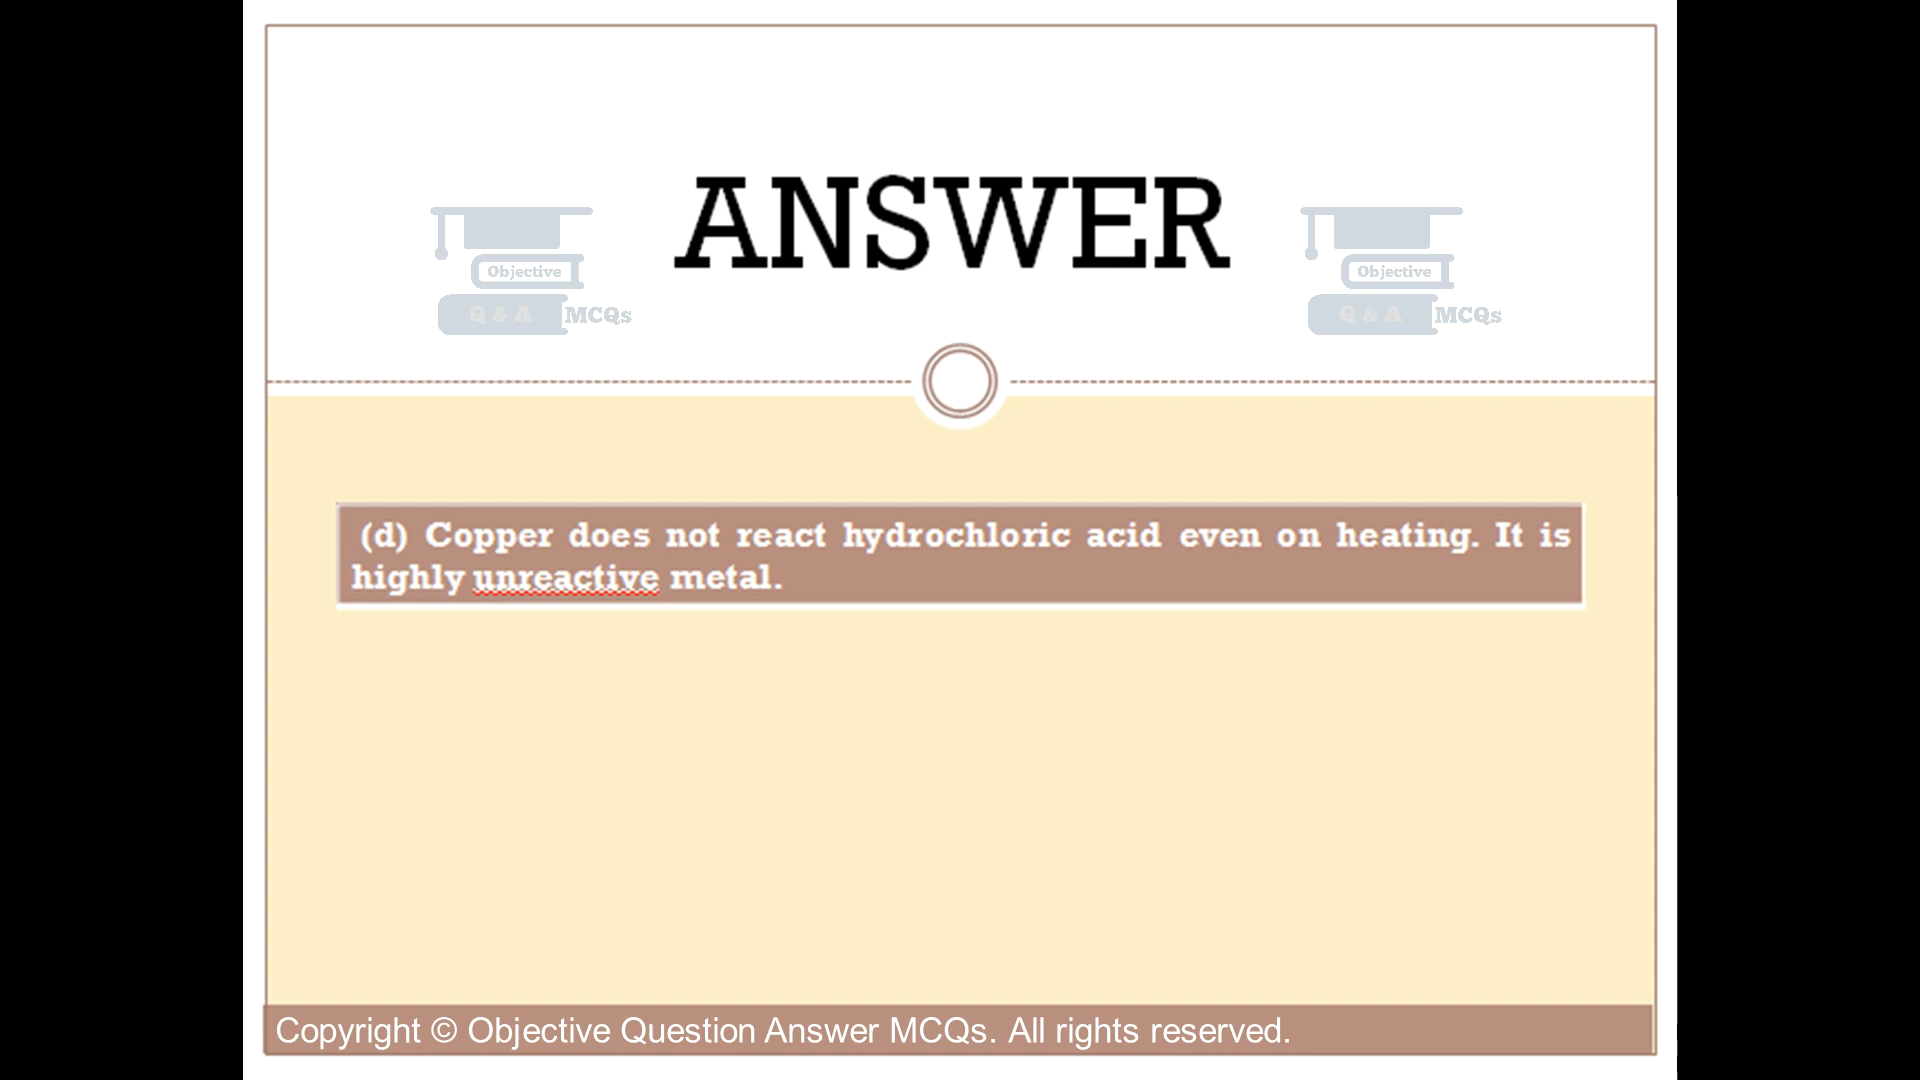 ANSWER
Objective
Q & A MCQs
Objective
Q & A MCQs
(d) Copper does not react hydrochloric acid even on heating. It is
highly unreactive metal.
Copyright © Objective Question Answer MCQs. All rights reserved.